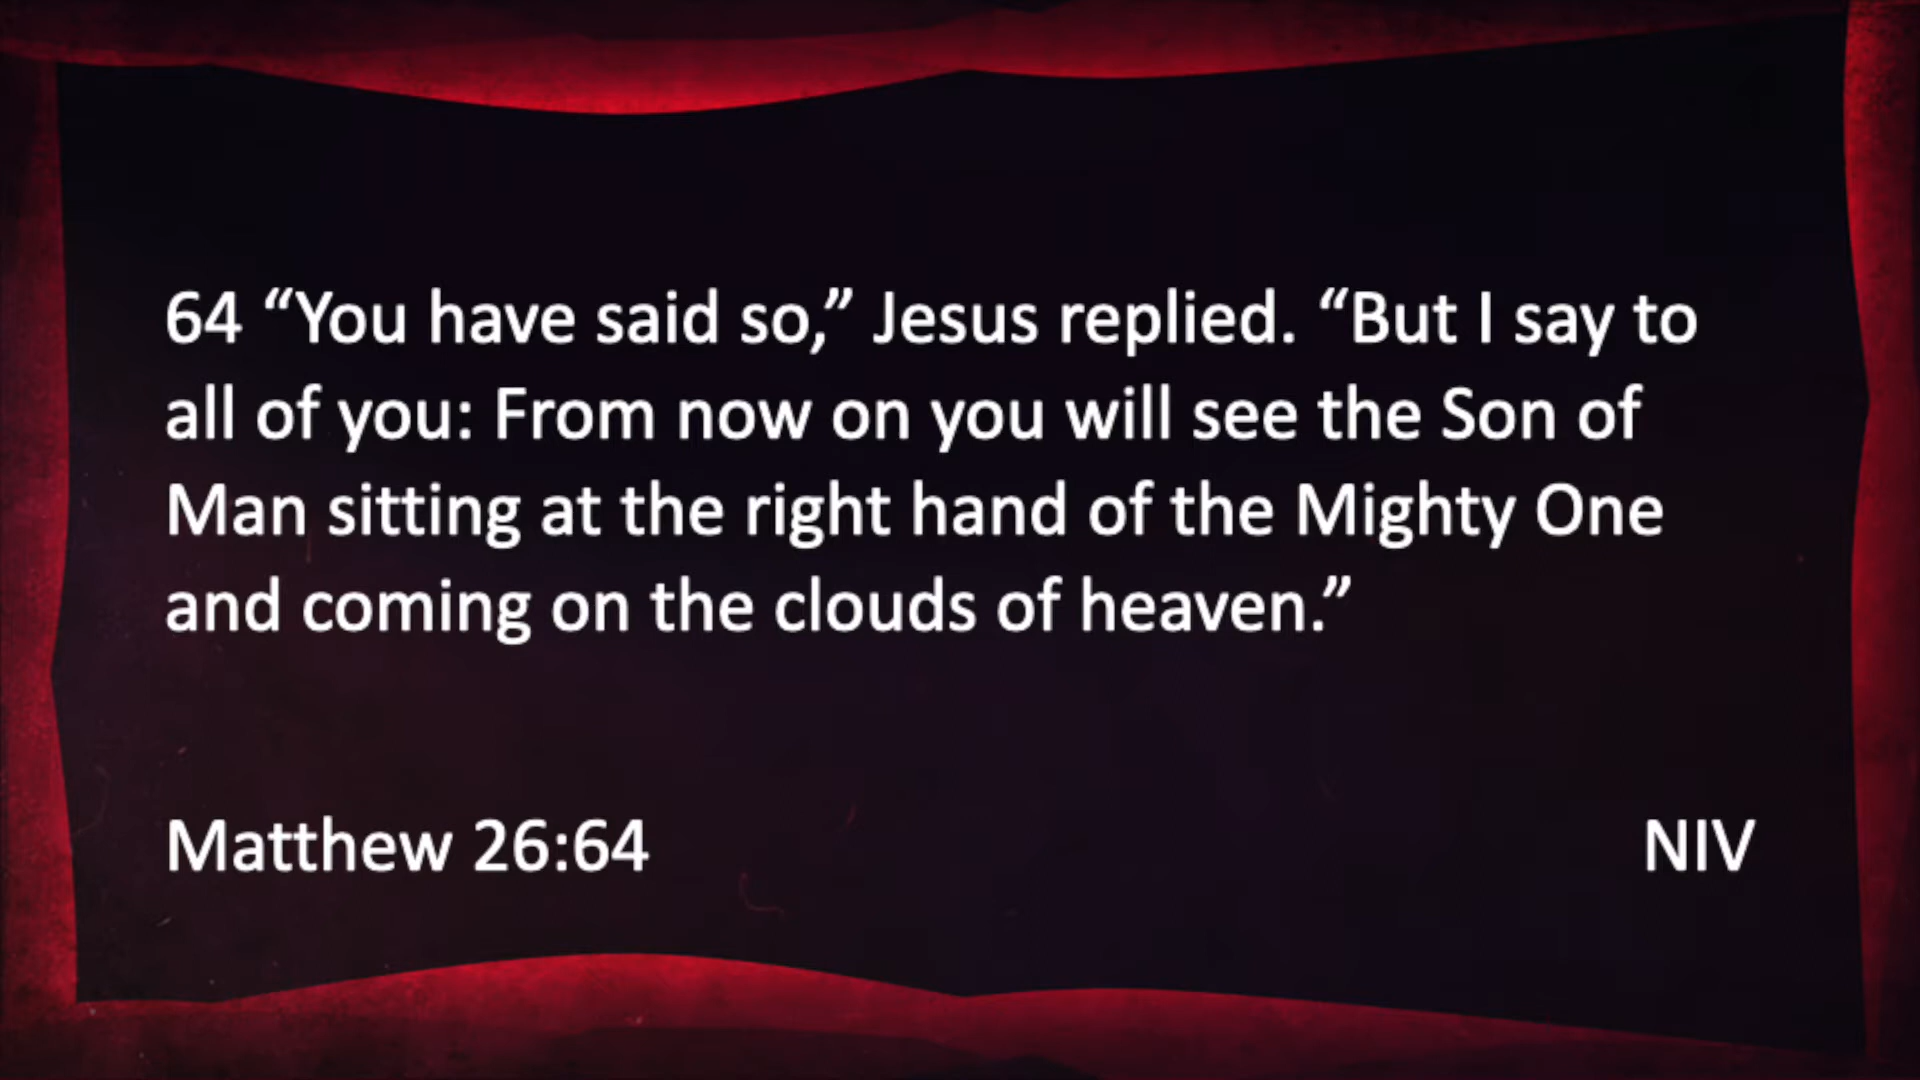 64 “You have said so,” Jesus replied. “But I say to
all of you: From now on you will see the Son of
Man sitting at the right hand of the Mighty One
and coming on the clouds of heaven.”
Matthew 26:64
NIV